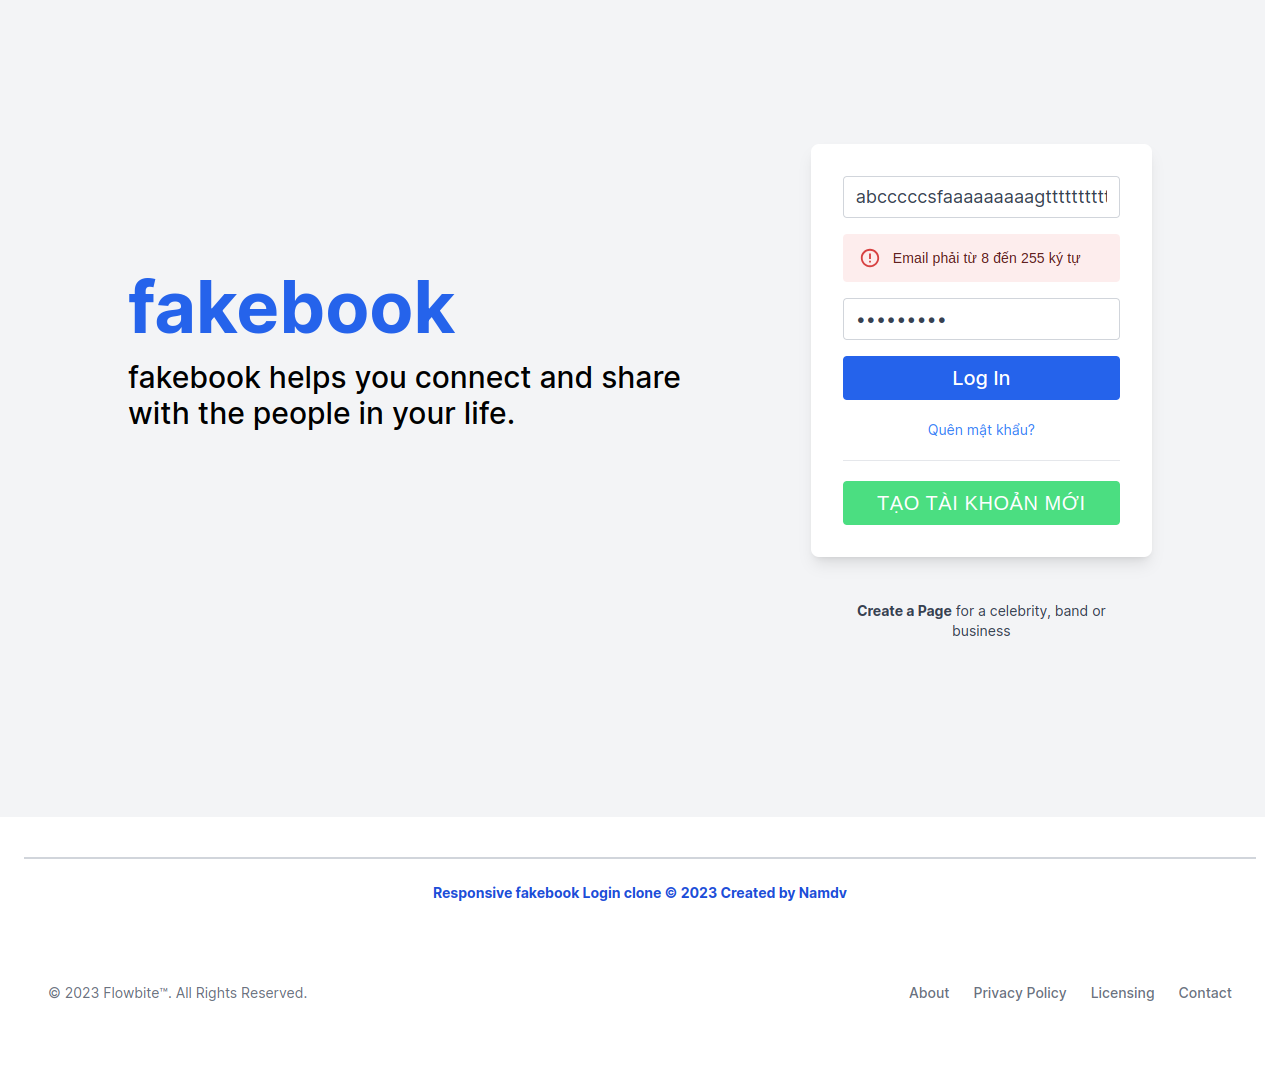 fakebook
fakebook helps you connect and share
with the people in your life.
abcccccsfaaaaaaaaagtttttttttt
Email phải từ 8 đến 255 ký tự
•••••••••
Log In
Quên mật khẩu?
TẠO TÀI KHOẢN MỚI
Create a Page for a celebrity, band or
business
Responsive fakebook Login clone © 2023 Created by Namdv
© 2023 Flowbite™. All Rights Reserved.
About Privacy Policy Licensing Contact